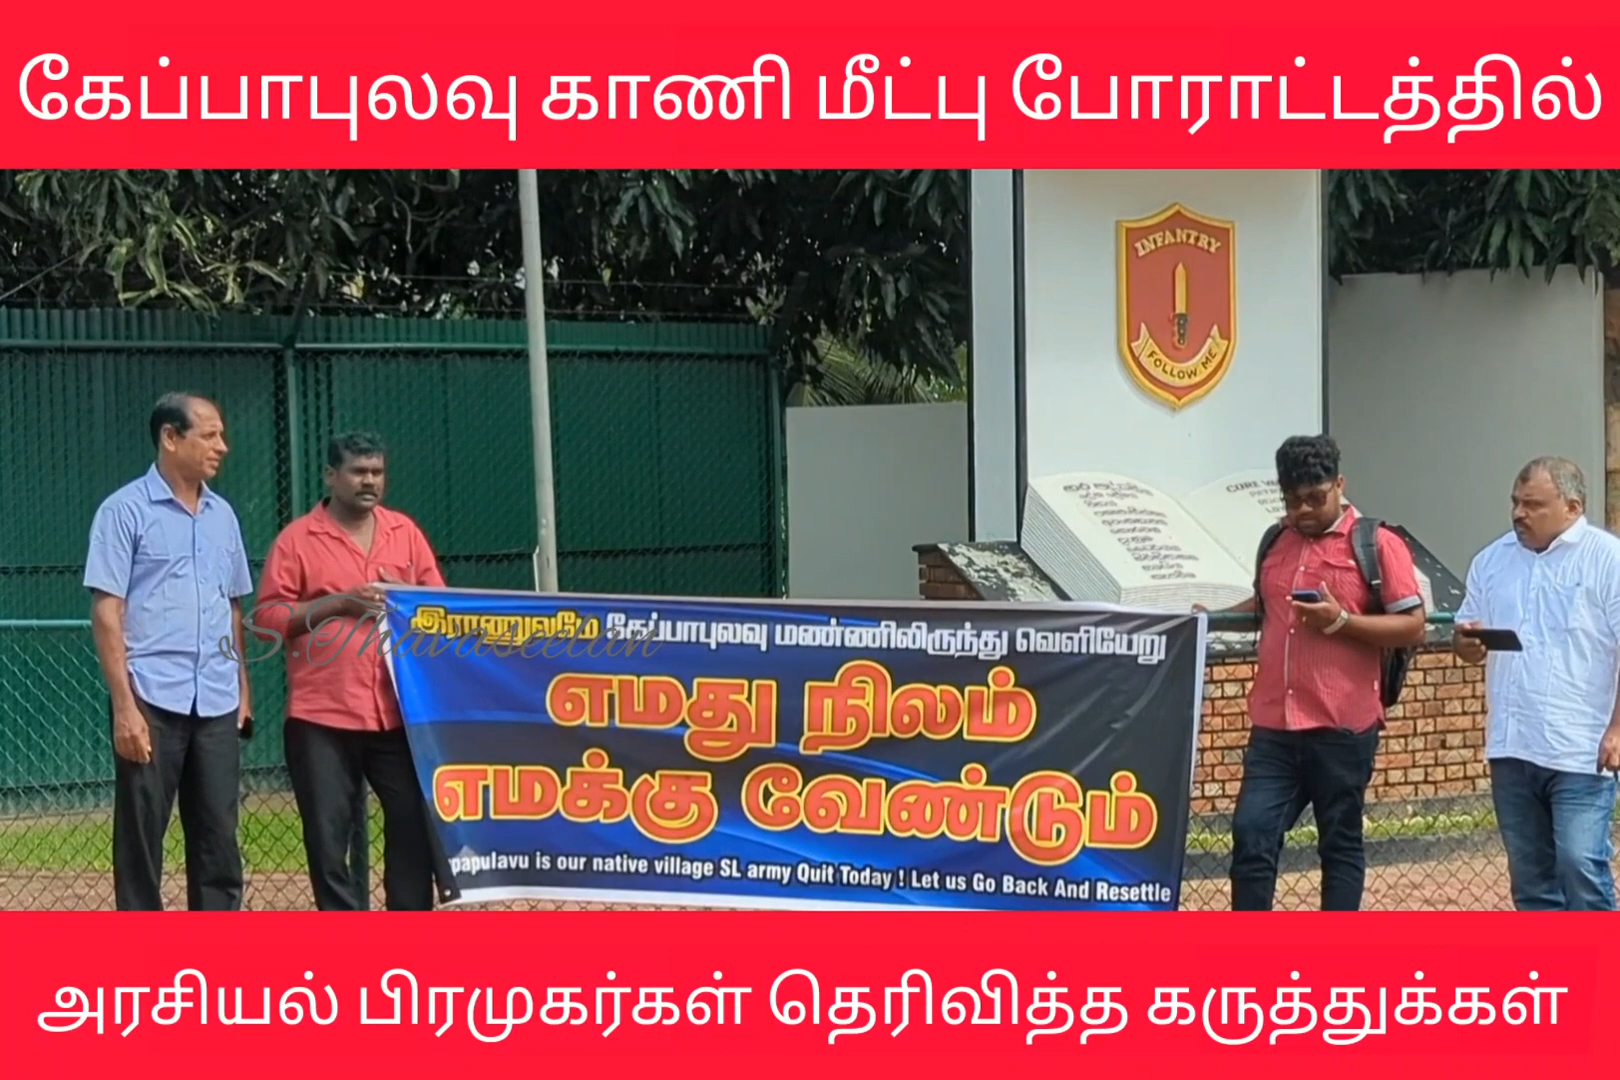 கேப்பாபுலவு காணி மீட்பு போராட்டத்தில்
INFANTRY
FOLLOW ME
S.Thavaseelan
இராணுவமே கேப்பாபுலவு மண்ணிலிருந்து வெளியேறு
எமது நிலம்
எமக்கு வேண்டும்
papulavu is our native village SL army Quit Today ! Let us Go Back And Resettle
அரசியல் பிரமுகர்கள் தெரிவித்த கருத்துக்கள்